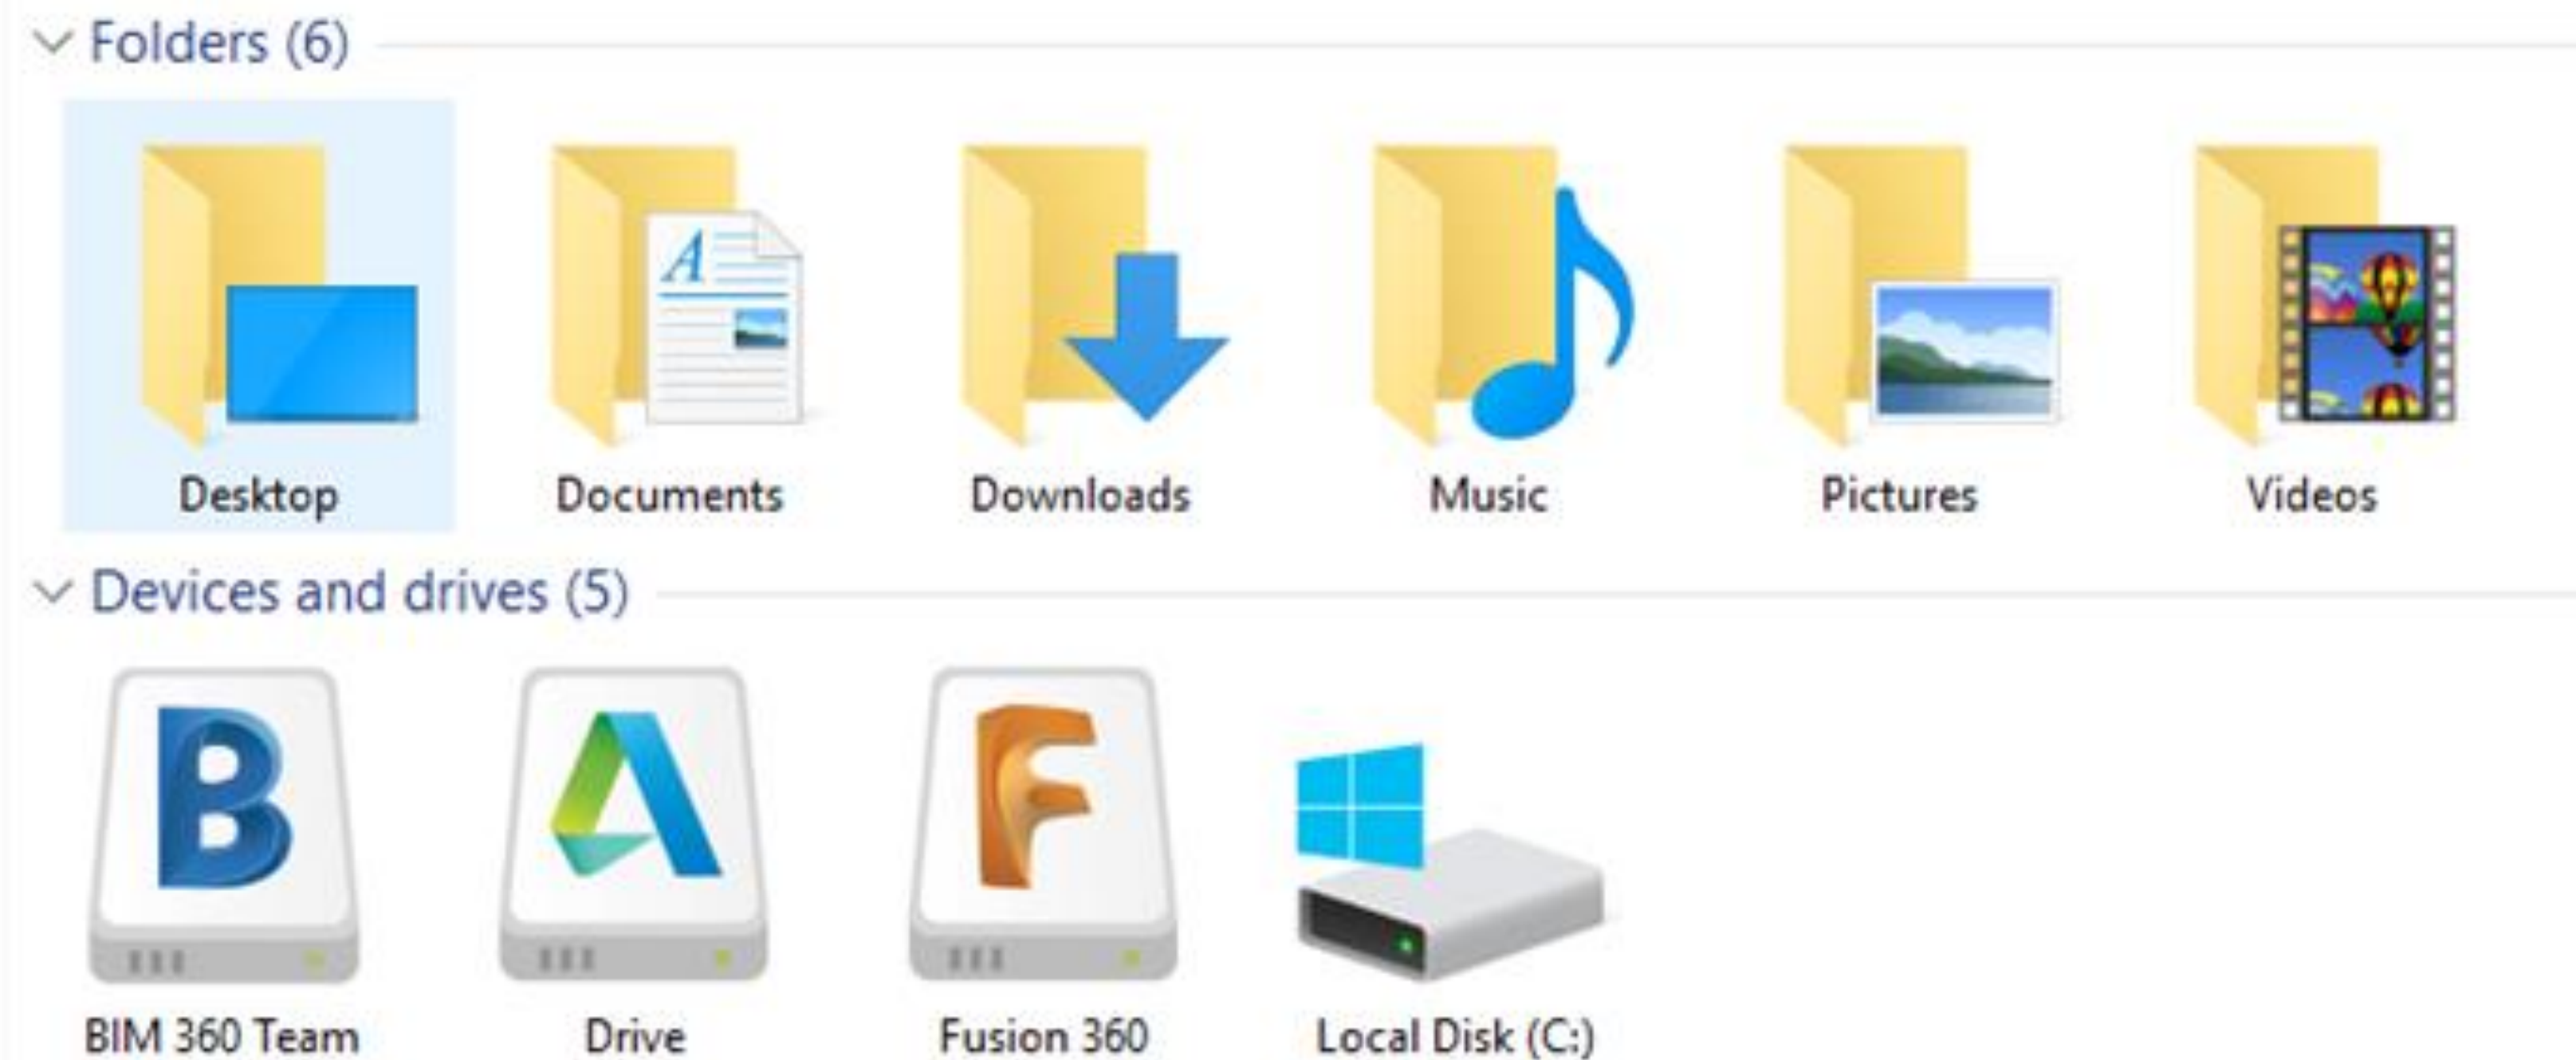 Folders (6)
Desktop Documents Downloads Music Pictures Videos
Devices and drives (5)
BIM 360 Team Drive Fusion 360 Local Disk (C:)